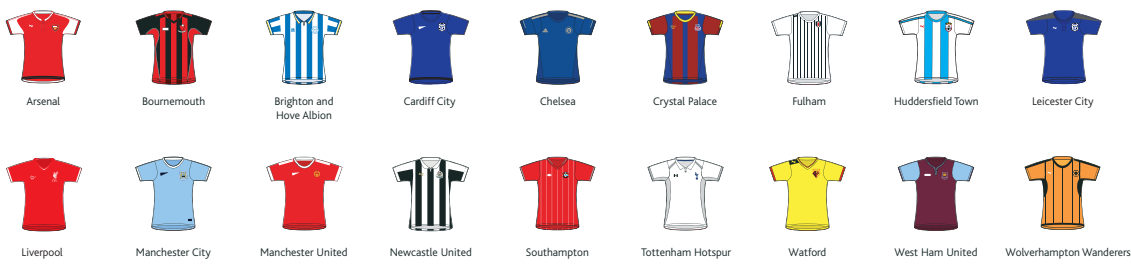 Arsenal
Bournemouth
Brighton and
Hove Albion
Cardiff City
Chelsea
Crystal Palace
Fulham
Huddersfield Town
Leicester City
Liverpool
Manchester City
Manchester United
Newcastle United
Southampton
Tottenham Hotspur
Watford
West Ham United
Wolverhampton Wanderers